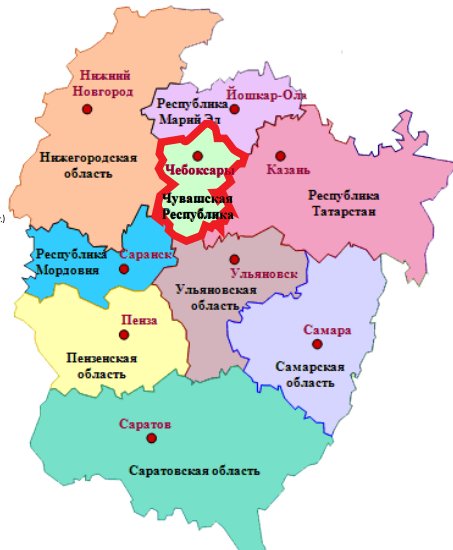 Нижний
Новгород
Йошкар-Ола
Республика
Марий Эл
Нижегородская
область
Чебоксары
Казань
Чувашская
Республика
Республика
Татарстан
Республика
Мордовия
Саранск
Ульяновск
Ульяновская
область
Пенза
Пензенская
область
Самара
Самарская
область
Саратов
Саратовская область